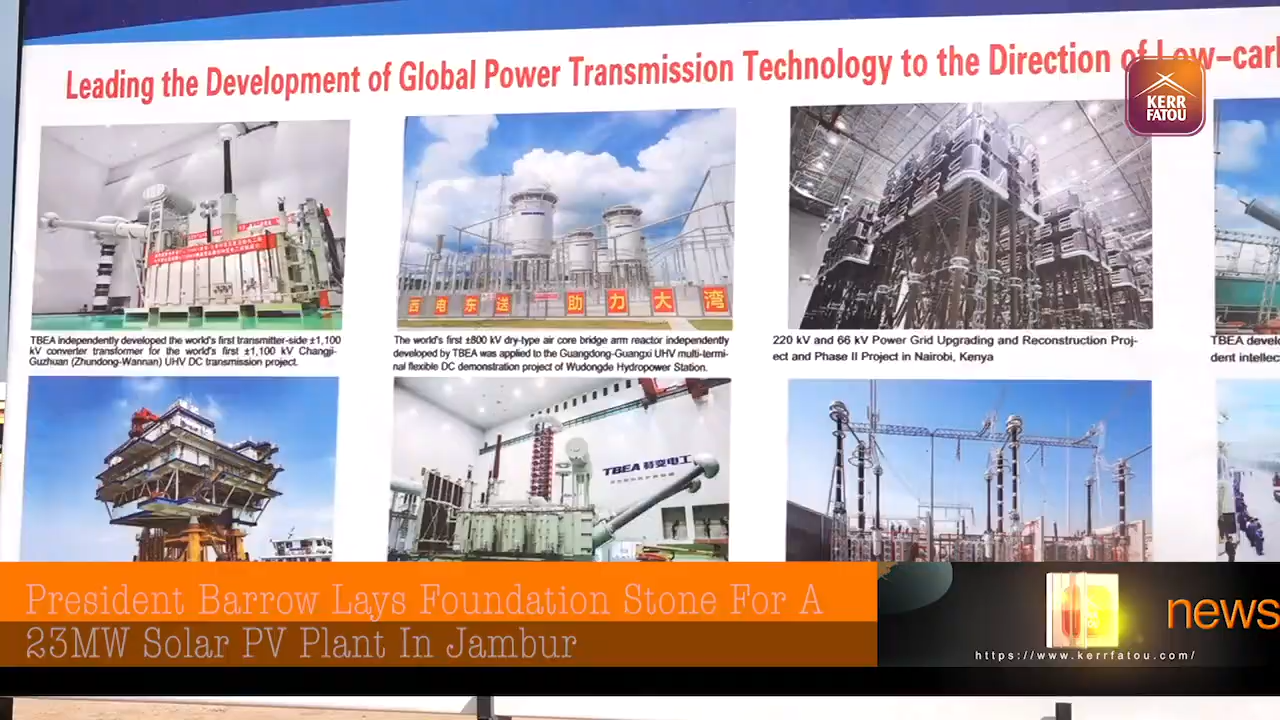 Leading the Development of Global Power Transmission Technology to the Direction of Low-car
KERR
FATOU
西电东送 助力大湾
TBEA independently developed the world's first transmitter-side ±1,100
kV converter transformer for the world's first ±1,100 kV Changji-
Guzhuan (Zhundong-Wannan) UHV DC transmission project.
The world's first ±800 kV dry-type air core bridge arm reactor independently
developed by TBEA was applied to the Guangdong-Guangxi UHV multi-termi-
nal flexible DC demonstration project of Wudongde Hydropower Station.
220 kV and 66 kV Power Grid Upgrading and Reconstruction Proj-
ect and Phase II Project in Nairobi, Kenya
TBEA devel
dent intellec
TBEA 特变电工
President Barrow Lays Foundation Stone For A
23MW Solar PV Plant In Jambur
news
https://www.kerrfatou.com/